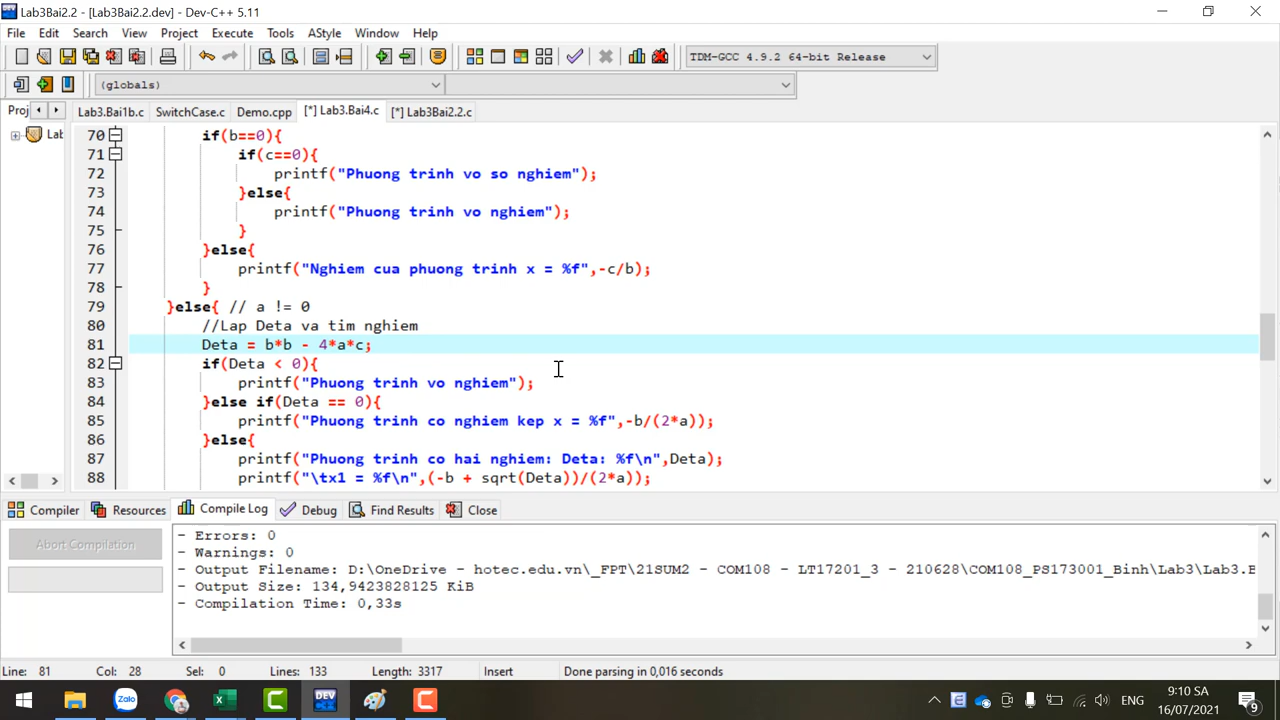 Lab3Bai2.2 - [Lab3Bai2.2.dev] - Dev-C++ 5.11
File Edit Search View Project Execute Tools AStyle Window Help
TDM-GCC 4.9.2 64-bit Release
(globals)
Proj Lab3.Bai1b.c SwitchCase.c Demo.cpp [*] Lab3.Bai4.c [*] Lab3Bai2.2.c
Lab
70 if(b==0){
71 if(c==0){
72 printf("Phuong trinh vo so nghiem");
73 }else{
74 printf("Phuong trinh vo nghiem");
75 }
76 }else{
77 printf("Nghiem cua phuong trinh x = %f",-c/b);
78 }
79 }else{ // a != 0
80 //Lap Deta va tim nghiem
81 Deta = b*b - 4*a*c;
82 if(Deta < 0){
83 printf("Phuong trinh vo nghiem");
84 }else if(Deta == 0){
85 printf("Phuong trinh co nghiem kep x = %f",-b/(2*a));
86 }else{
87 printf("Phuong trinh co hai nghiem: Deta: %f\n",Deta);
88 printf("\tx1 = %f\n",(-b + sqrt(Deta))/(2*a));
Compiler Resources Compile Log Debug Find Results Close
Abort Compilation
- Errors: 0
- Warnings: 0
- Output Filename: D:\OneDrive - hotec.edu.vn\_FPT\21SUM2 - COM108 - LT17201_3 - 210628\COM108_PS173001_Binh\Lab3\Lab3.B
- Output Size: 134,9423828125 KiB
- Compilation Time: 0,33s
Line: 81 Col: 28 Sel: 0 Lines: 133 Length: 3317 Insert Done parsing in 0,016 seconds
Zalo DEV ENG 9:10 SA
16/07/2021